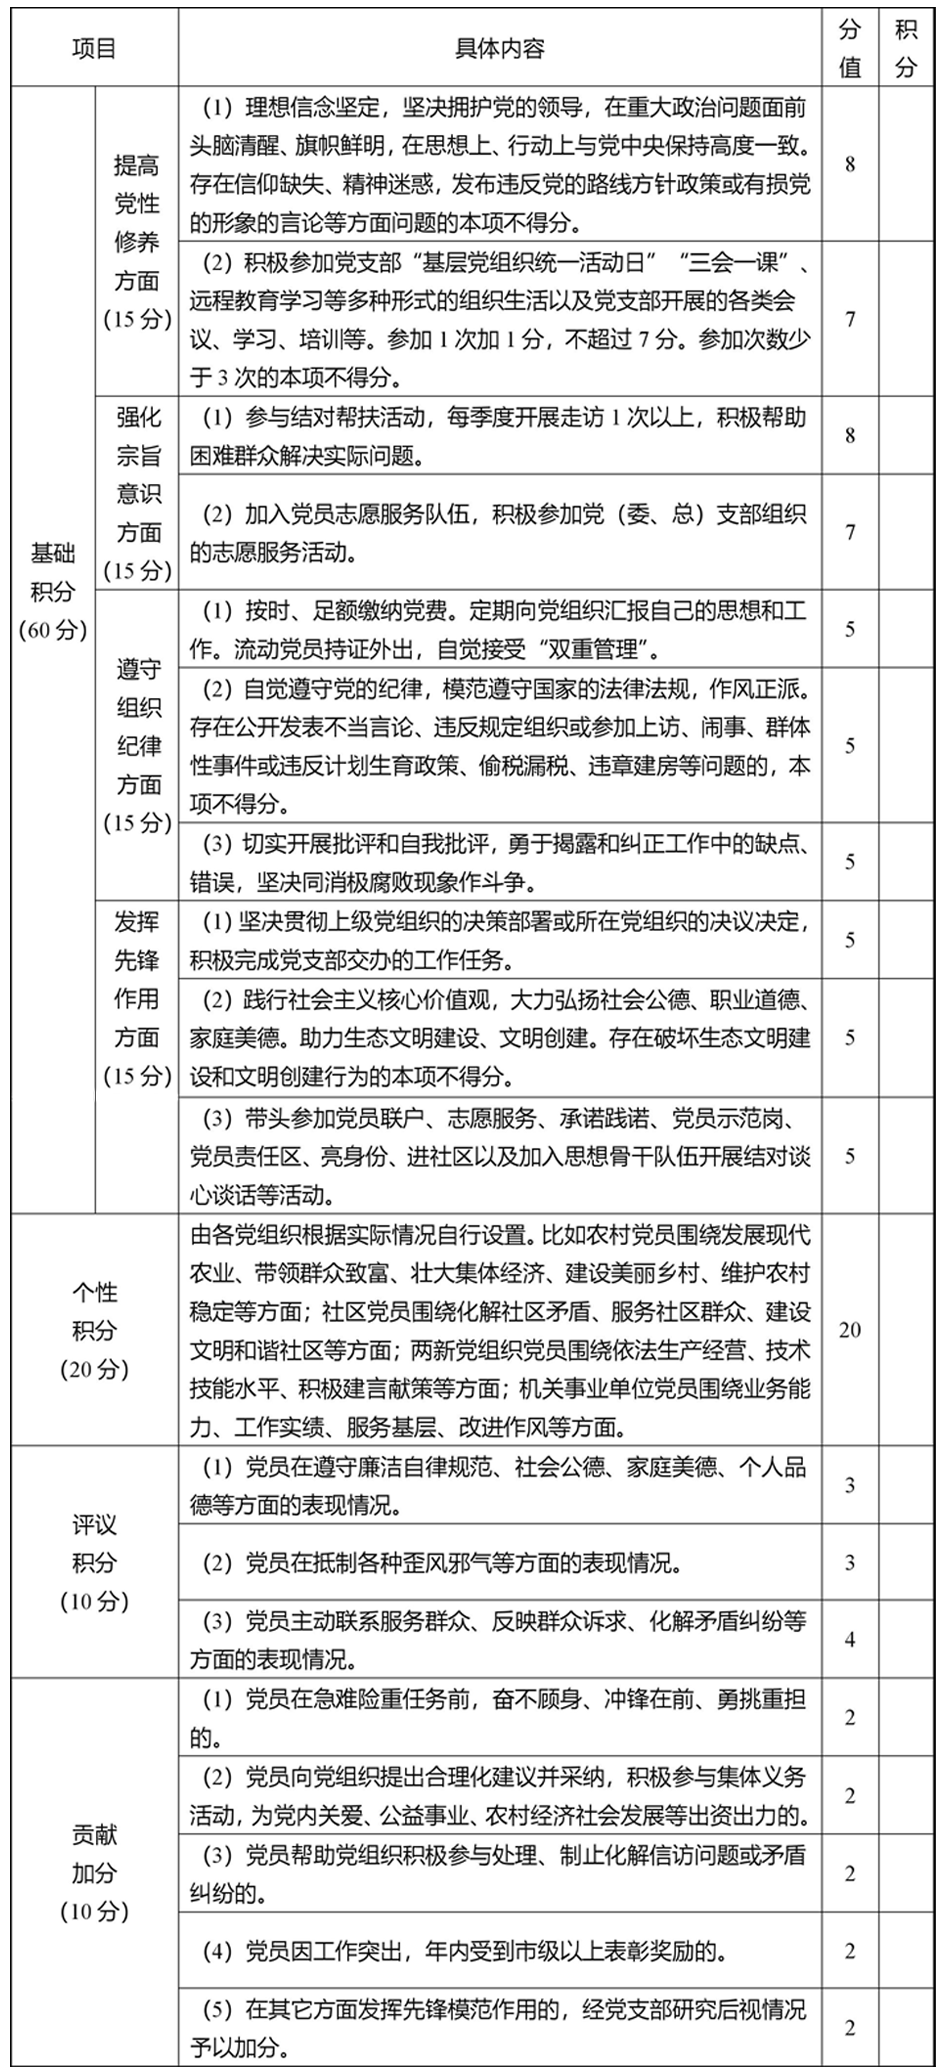 项目
具体内容
分
值
积
分
基础
积分
（60 分）
提高
党性
修养
方面
（15 分）
（1）理想信念坚定，坚决拥护党的领导，在重大政治问题面前
头脑清醒、旗帜鲜明，在思想上、行动上与党中央保持高度一致。
存在信仰缺失、精神迷惑，发布违反党的路线方针政策或有损党
的形象的言论等方面问题的本项不得分。
8
（2）积极参加党支部“基层党组织统一活动日”“三会一课”、
远程教育学习等多种形式的组织生活以及党支部开展的各类会
议、学习、培训等。参加 1 次加 1 分，不超过 7 分。参加次数少
于 3 次的本项不得分。
7
强化
宗旨
意识
方面
（15 分）
（1）参与结对帮扶活动，每季度开展走访 1 次以上，积极帮助
困难群众解决实际问题。
8
（2）加入党员志愿服务队伍，积极参加党（委、总）支部组织
的志愿服务活动。
7
遵守
组织
纪律
方面
（15 分）
（1）按时、足额缴纳党费。定期向党组织汇报自己的思想和工
作。流动党员持证外出，自觉接受“双重管理”。
5
（2）自觉遵守党的纪律，模范遵守国家的法律法规，作风正派。
存在公开发表不当言论、违反规定组织或参加上访、闹事、群体
性事件或违反计划生育政策、偷税漏税、违章建房等问题的，本
项不得分。
5
（3）切实开展批评和自我批评，勇于揭露和纠正工作中的缺点、
错误，坚决同消极腐败现象作斗争。
5
发挥
先锋
作用
方面
（15 分）
（1）坚决贯彻上级党组织的决策部署或所在党组织的决议决定，
积极完成党支部交办的工作任务。
5
（2）践行社会主义核心价值观，大力弘扬社会公德、职业道德、
家庭美德。助力生态文明建设、文明创建。存在破坏生态文明建
设和文明创建行为的本项不得分。
5
（3）带头参加党员联户、志愿服务、承诺践诺、党员示范岗、
党员责任区、亮身份、进社区以及加入思想骨干队伍开展结对谈
心谈话等活动。
5
个性
积分
（20 分）
由各党组织根据实际情况自行设置。比如农村党员围绕发展现代
农业、带领群众致富、壮大集体经济、建设美丽乡村、维护农村
稳定等方面；社区党员围绕化解社区矛盾、服务社区群众、建设
文明和谐社区等方面；两新党组织党员围绕依法生产经营、技术
技能水平、积极建言献策等方面；机关事业单位党员围绕业务能
力、工作实绩、服务基层、改进作风等方面。
20
评议
积分
（10 分）
（1）党员在遵守廉洁自律规范、社会公德、家庭美德、个人品
德等方面的表现情况。
3
（2）党员在抵制各种歪风邪气等方面的表现情况。
3
（3）党员主动联系服务群众、反映群众诉求、化解矛盾纠纷等
方面的表现情况。
4
贡献
加分
（10 分）
（1）党员在急难险重任务前，奋不顾身、冲锋在前、勇挑重担
的。
2
（2）党员向党组织提出合理化建议并采纳，积极参与集体义务
活动，为党内关爱、公益事业、农村经济社会发展等出资出力的。
2
（3）党员帮助党组织积极参与处理、制止化解信访问题或矛盾
纠纷的。
2
（4）党员因工作突出，年内受到市级以上表彰奖励的。
2
（5）在其它方面发挥先锋模范作用的，经党支部研究后视情况
予以加分。
2